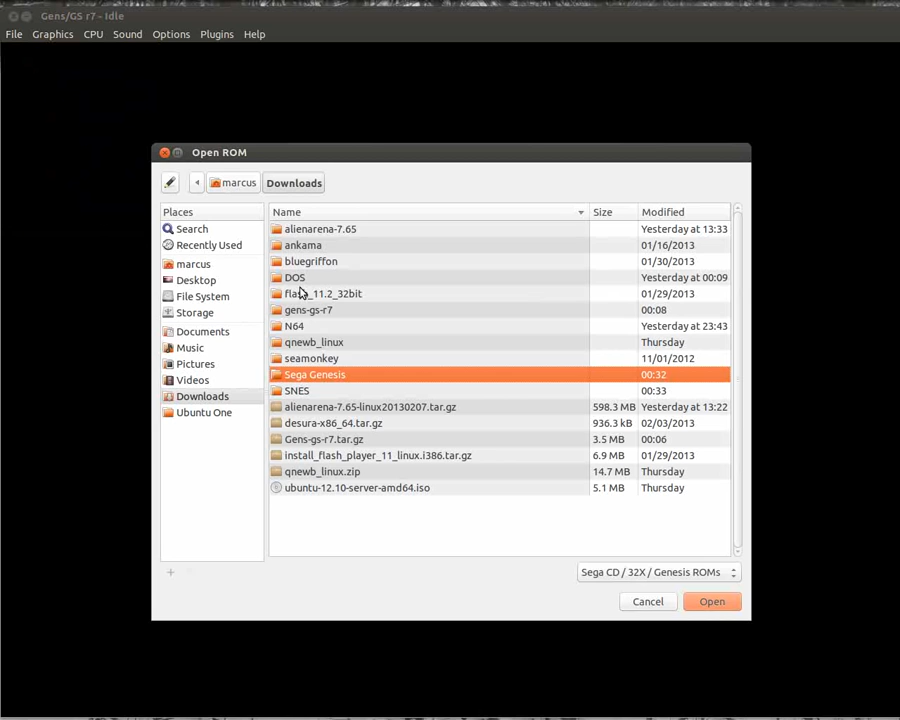 Gens/GS r7 - Idle
File Graphics CPU Sound Options Plugins Help
Open ROM
marcus Downloads
Places Name Size Modified
Search alienarena-7.65 Yesterday at 13:33
Recently Used ankama 01/16/2013
marcus bluegriffon 01/30/2013
Desktop DOS Yesterday at 00:09
File System 11.2_32bit 01/29/2013
Storage gens-gs-r7 00:08
N64 Yesterday at 23:43
Documents
Music qnewb_linux Thursday
Pictures seamonkey 11/01/2012
Videos Sega Genesis 00:32
Downloads SNES 00:33
Ubuntu One alienarena-7.65-linux20130207.tar.gz 598.3 MB Yesterday at 13:22
desura-x86_64.tar.gz 936.3 kB 02/03/2013
Gens-gs-r7.tar.gz 3.5 MB 00:06
install_flash_player_11_linux.i386.tar.gz 6.9 MB 01/29/2013
qnewb_linux.zip 14.7 MB Thursday
ubuntu-12.10-server-amd64.iso 5.1 MB Thursday
Sega CD / 32X / Genesis ROMs
Cancel Open